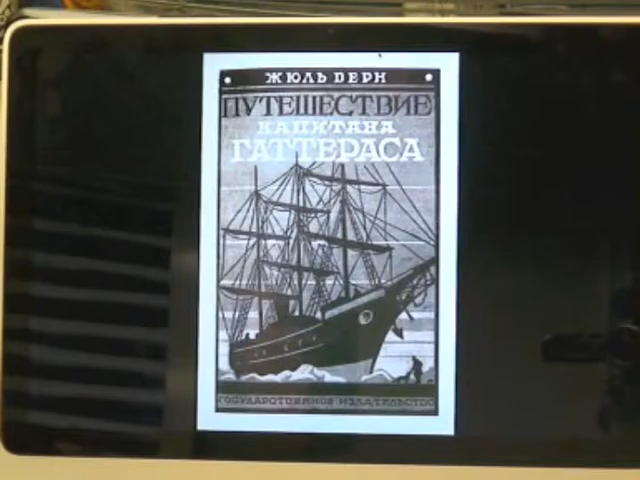 ЖЮЛЬ ВЕРН
ПУТЕШЕСТВИЕ
КАПИТАНА
ГАТТЕРАСА
ГОСУДАРСТВЕННОЕ ИЗДАТЕЛЬСТВО